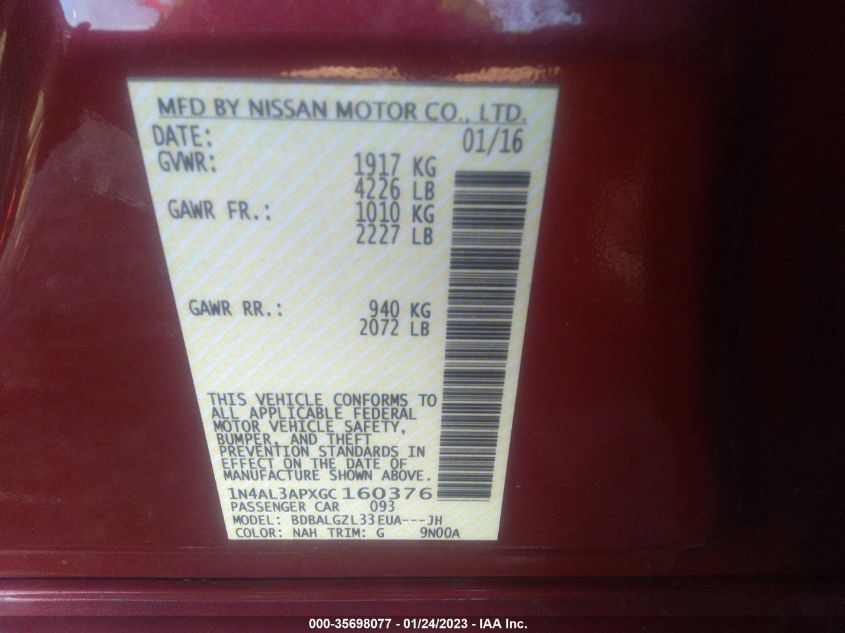 MFD BY NISSAN MOTOR CO., LTD.
DATE: 01/16
GVWR: 1917 KG
4226 LB
GAWR FR.: 1010 KG
2227 LB
GAWR RR.: 940 KG
2072 LB
THIS VEHICLE CONFORMS TO
ALL APPLICABLE FEDERAL
MOTOR VEHICLE SAFETY,
BUMPER, AND THEFT
PREVENTION STANDARDS IN
EFFECT ON THE DATE OF
MANUFACTURE SHOWN ABOVE.
1N4AL3APXGC160376
PASSENGER CAR 093
MODEL: BDBALGZL33EUA---JH
COLOR: NAH TRIM: G 9N00A
000-35698077 - 01/24/2023 - IAA Inc.